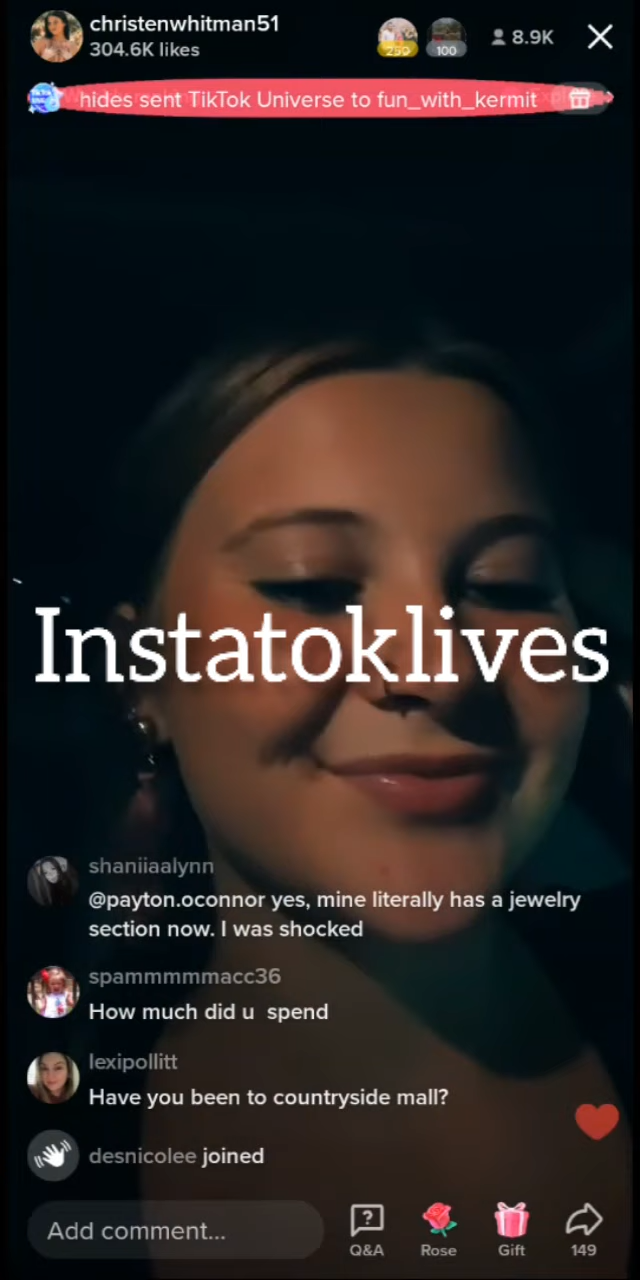 christenwhitman51
304.6K likes
250
100
8.9K
hides sent TikTok Universe to fun_with_kermit
Instatoklives
shaniiaalynn
@payton.oconnor yes, mine literally has a jewelry
section now. I was shocked
spammmmmacc36
How much did u spend
lexipollitt
Have you been to countryside mall?
desnicolee joined
Add comment...
Q&A
Rose
Gift
149